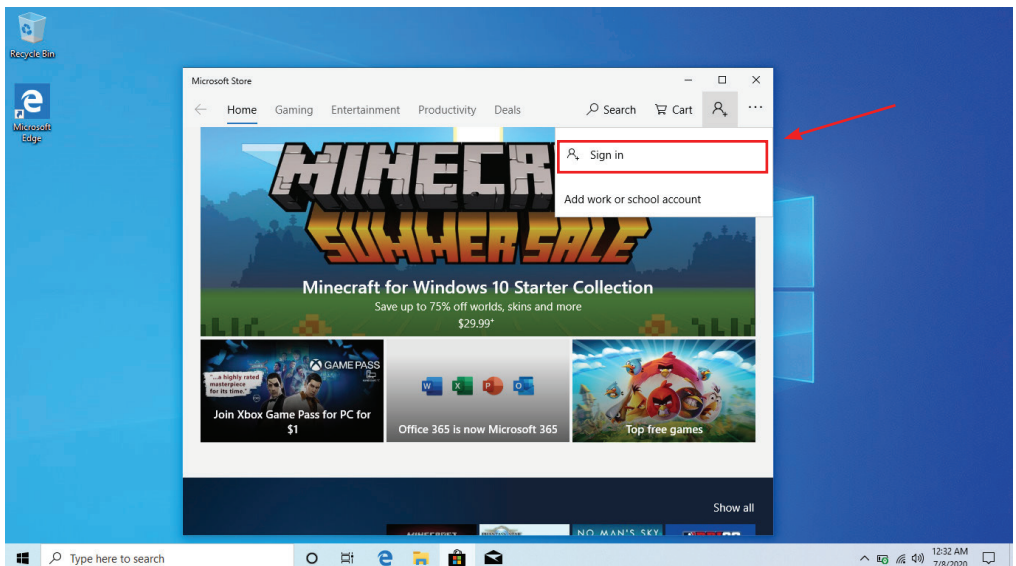 Recycle Bin
Microsoft Edge
Microsoft Store
Home Gaming Entertainment Productivity Deals Search Cart
Sign in
Add work or school account
MINECR
SUMMER SALE
Minecraft for Windows 10 Starter Collection
Save up to 75% off worlds, skins and more
$29.99+
"...a highly rated
masterpiece
for its time."
GAME PASS
Join Xbox Game Pass for PC for
$1
Office 365 is now Microsoft 365
Top free games
Show all
MINECRAFT
NO MAN'S SKY
Type here to search
12:32 AM
7/8/2020